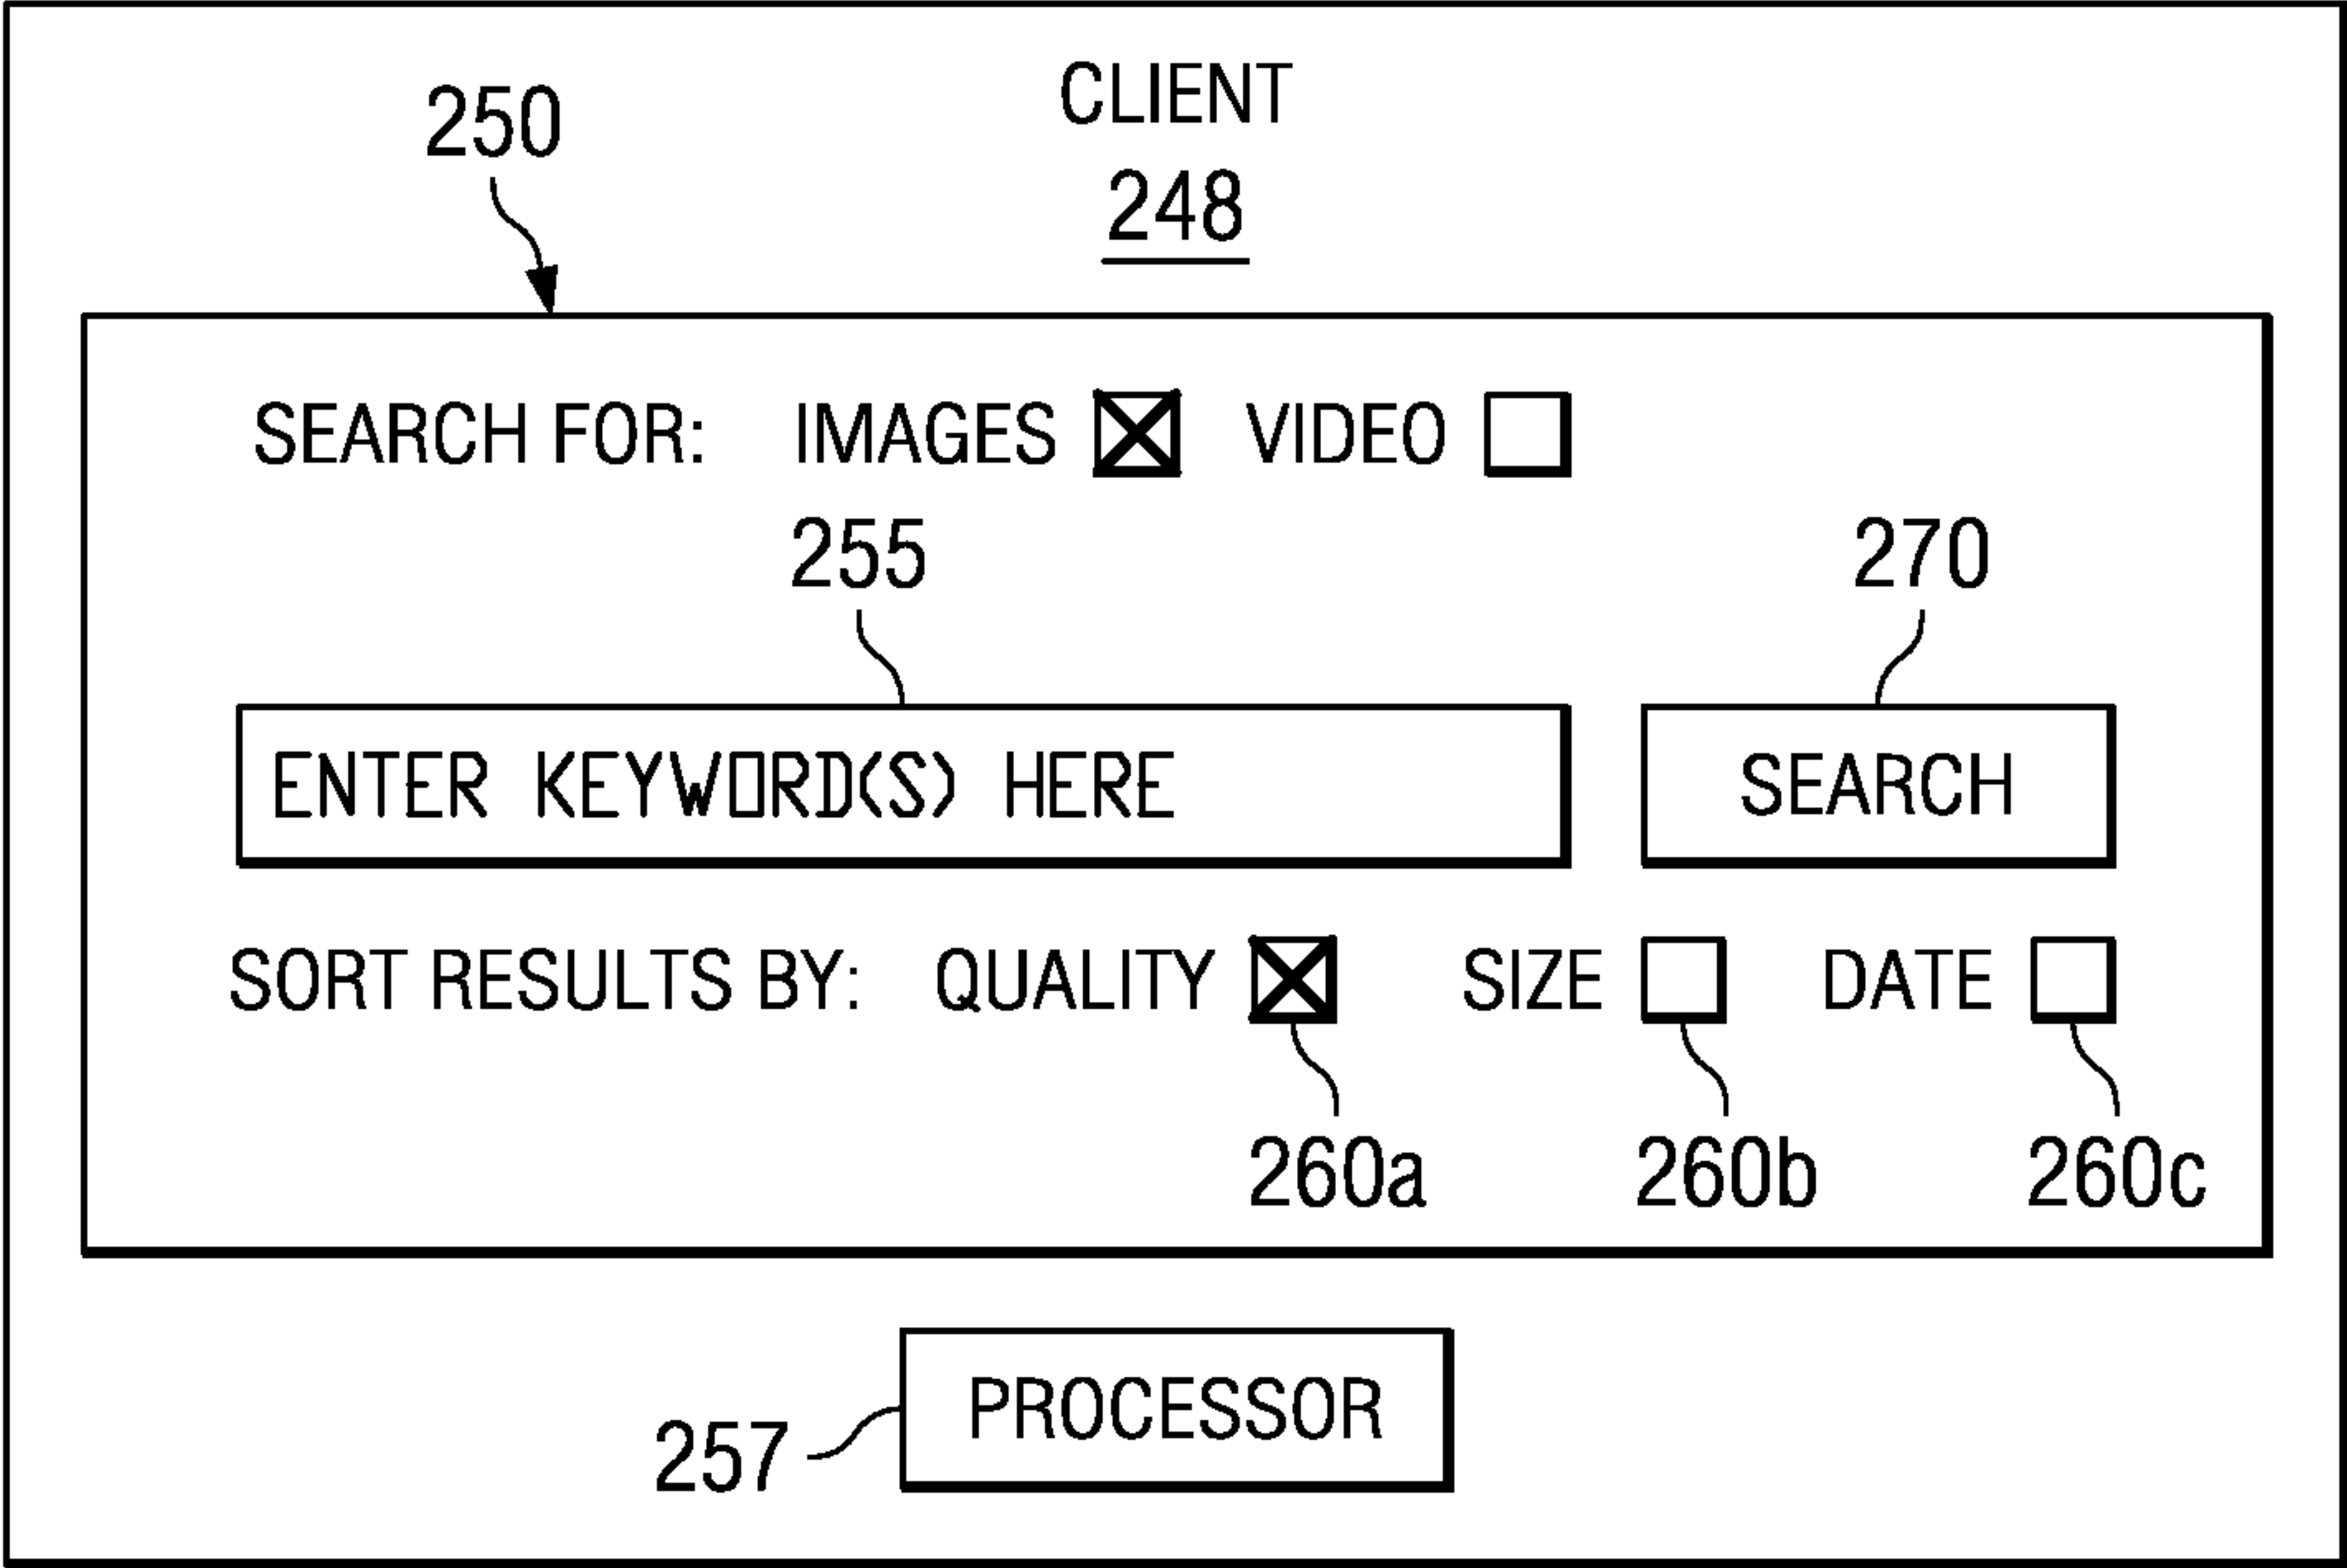 CLIENT
250
248
SEARCH FOR: IMAGES VIDEO
255 270
ENTER KEYWORD(S) HERE SEARCH
SORT RESULTS BY: QUALITY SIZE DATE
260a 260b 260c
PROCESSOR
257